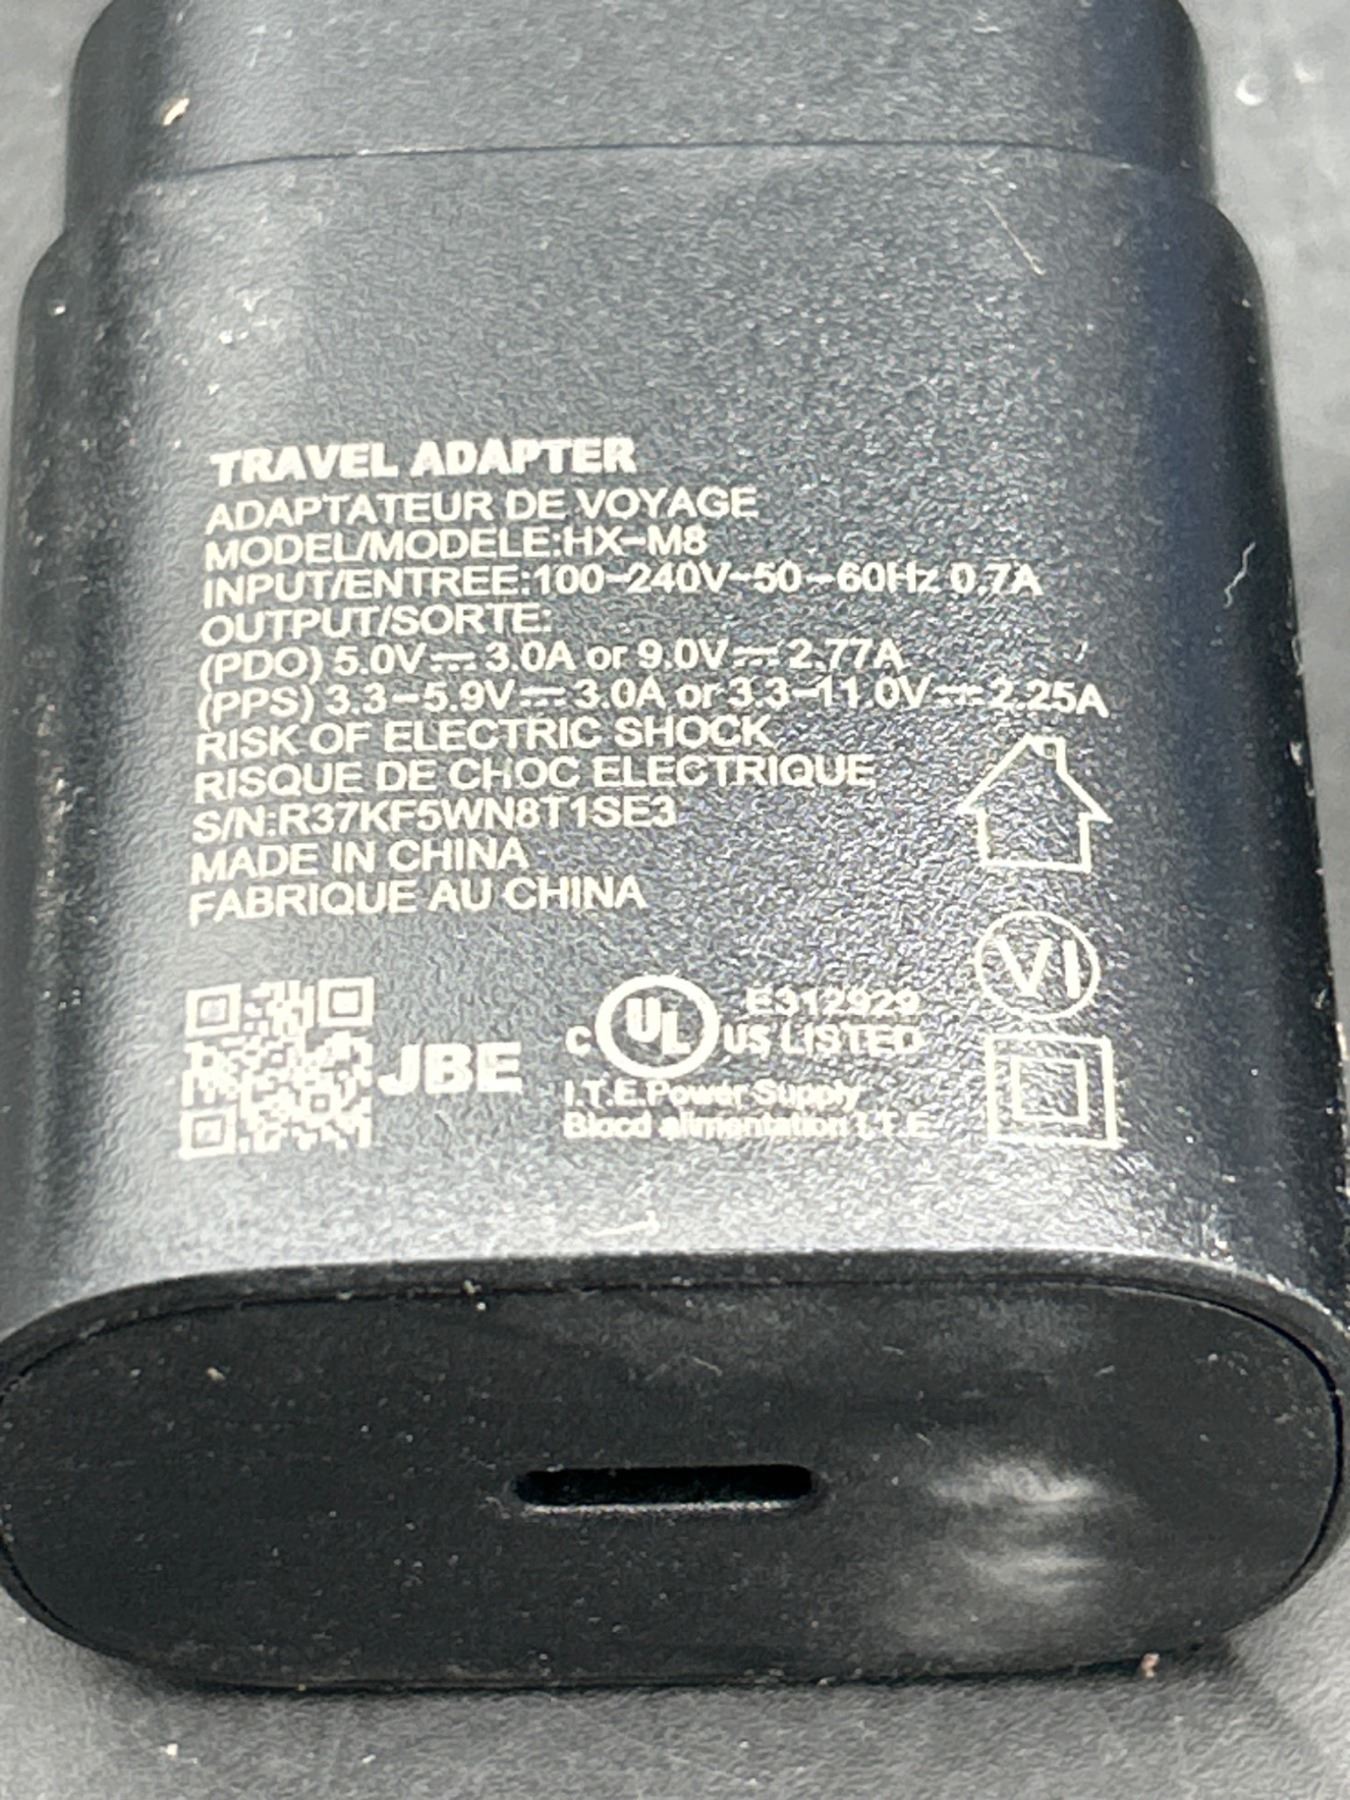 TRAVEL ADAPTER
ADAPTATEUR DE VOYAGE
MODEL/MODELE:HX-M8
INPUT/ENTREE:100-240V~50-60Hz 0.7A
OUTPUT/SORTE:
(PDO) 5.0V⎓3.0A or 9.0V⎓2.77A
(PPS) 3.3-5.9V⎓3.0A or 3.3-11.0V⎓2.25A
RISK OF ELECTRIC SHOCK
RISQUE DE CHOC ELECTRIQUE
S/N:R37KF5WN8T1SE3
MADE IN CHINA
FABRIQUE AU CHINA
VI
JBE
E312929
C UL US LISTED
I.T.E.Power Supply
Blocd alimentation I.T.E